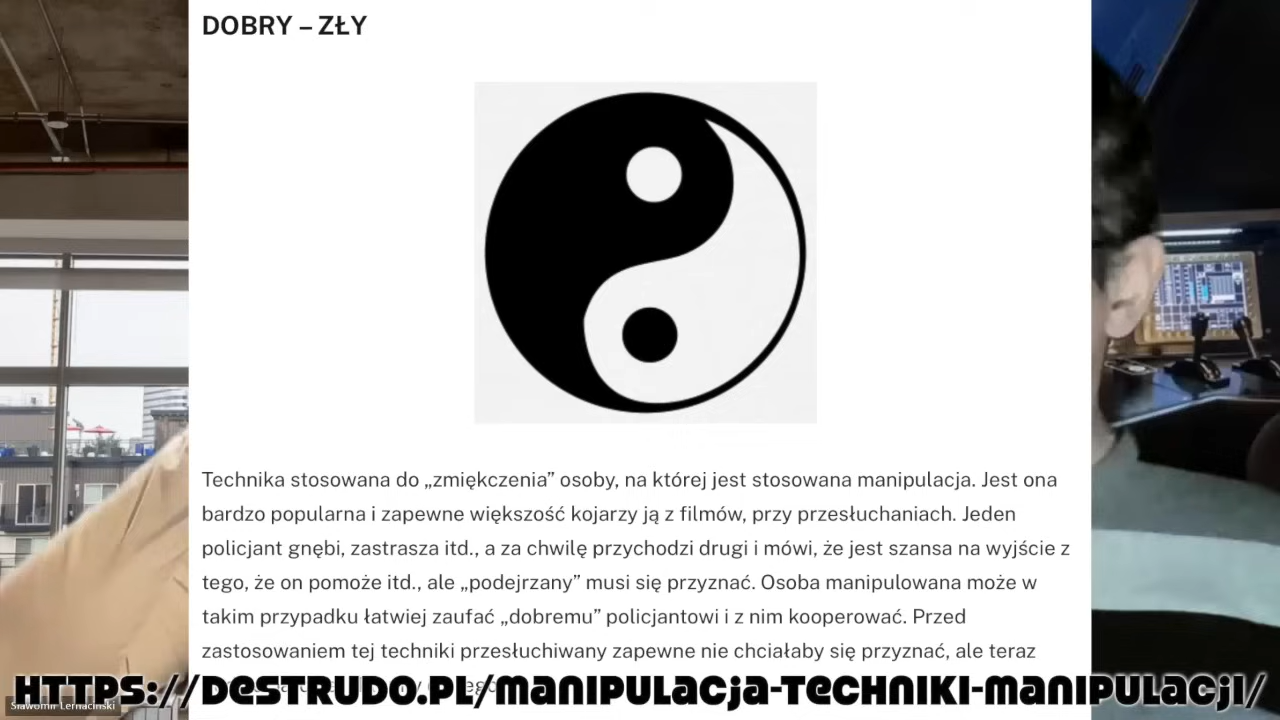 DOBRY – ZŁY
Technika stosowana do „zmiękczenia” osoby, na której jest stosowana manipulacja. Jest ona
bardzo popularna i zapewne większość kojarzy ją z filmów, przy przesłuchaniach. Jeden
policjant gnębi, zastrasza itd., a za chwilę przychodzi drugi i mówi, że jest szansa na wyjście z
tego, że on pomoże itd., ale „podejrzany” musi się przyznać. Osoba manipulowana może w
takim przypadku łatwiej zaufać „dobremu” policjantowi i z nim kooperować. Przed
zastosowaniem tej techniki przesłuchiwany zapewne nie chciałaby się przyznać, ale teraz
HTTPS://DESTRUDO.PL/MANIPULACJA-TECHNIKI-MANIPULACJI/
Sławomir Lernaciński